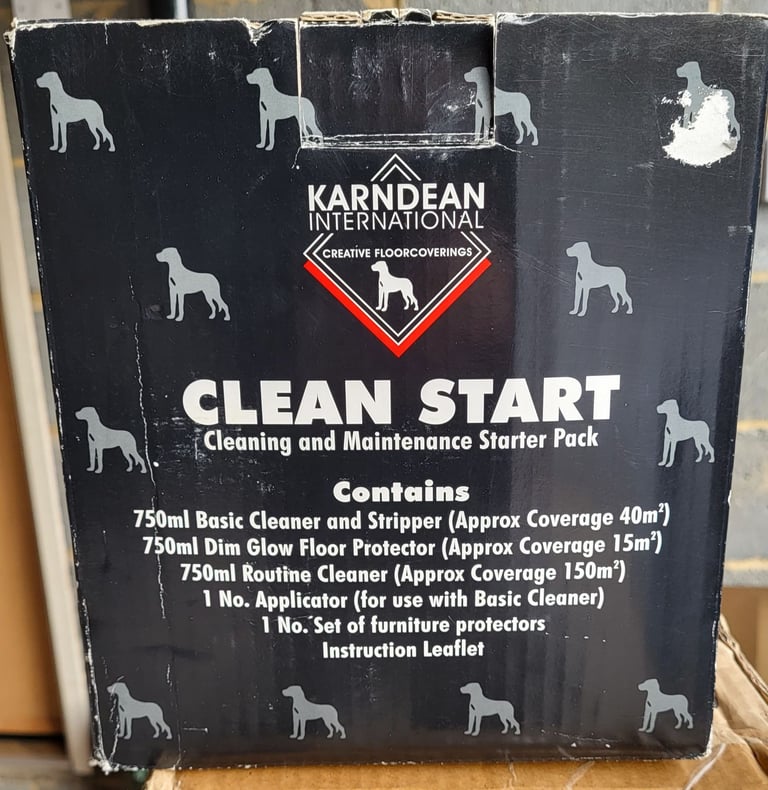 KARNDEAN
INTERNATIONAL
CREATIVE FLOORCOVERINGS
CLEAN START
Cleaning and Maintenance Starter Pack
Contains
750ml Basic Cleaner and Stripper (Approx Coverage 40m²)
750ml Dim Glow Floor Protector (Approx Coverage 15m²)
750ml Routine Cleaner (Approx Coverage 150m²)
1 No. Applicator (for use with Basic Cleaner)
1 No. Set of furniture protectors
Instruction Leaflet